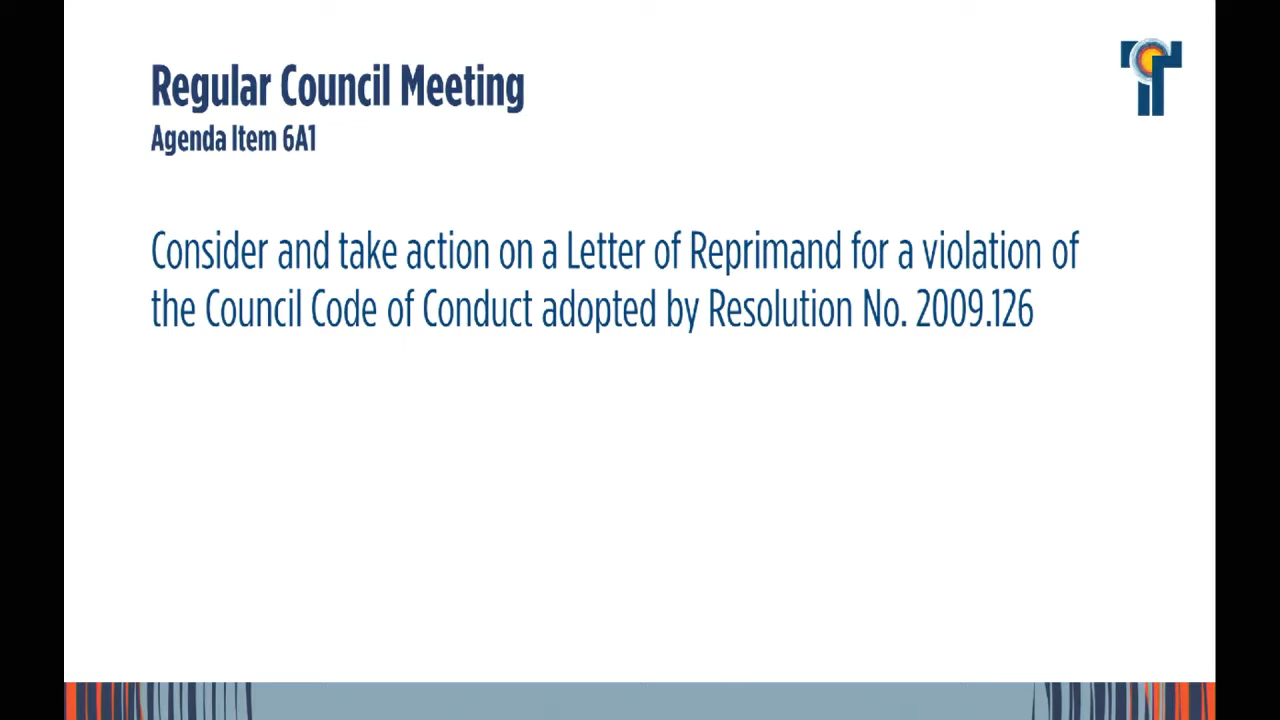 Regular Council Meeting
Agenda Item 6A1
Consider and take action on a Letter of Reprimand for a violation of
the Council Code of Conduct adopted by Resolution No. 2009.126